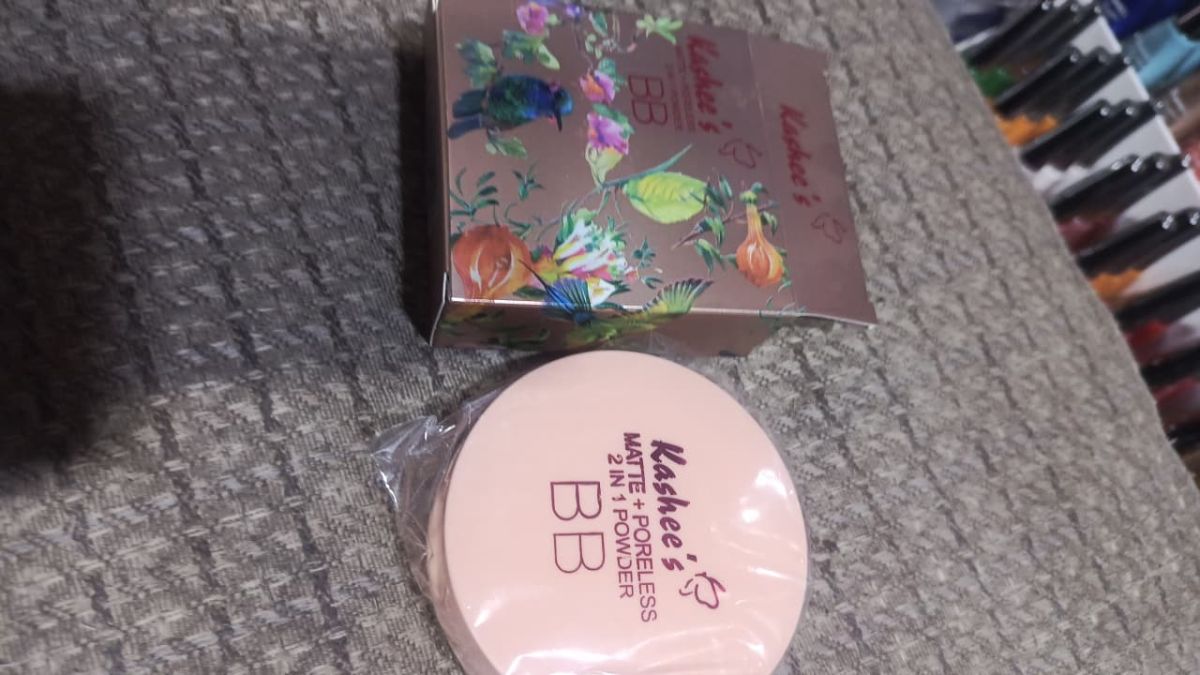 Kashee's
Kashee's
BB
Kashee's
MATTE + PORELESS
2 IN 1 POWDER
BB